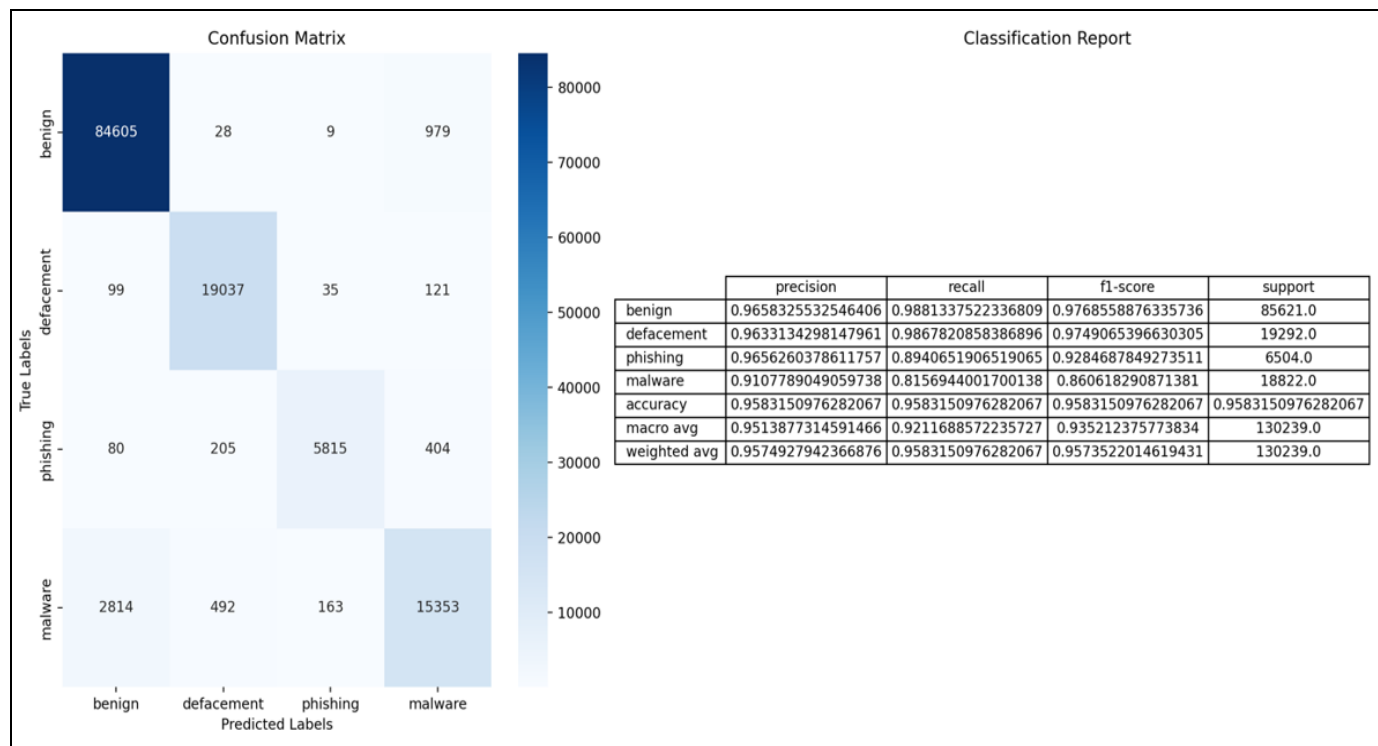 Confusion Matrix
Classification Report
True Labels
benign
defacement
phishing
malware
84605 28 9 979
99 19037 35 121
80 205 5815 404
2814 492 163 15353
benign defacement phishing malware
Predicted Labels
80000
70000
60000
50000
40000
30000
20000
10000
precision recall f1-score support
benign 0.9658325532546406 0.9881337522336809 0.9768558876335736 85621.0
defacement 0.9633134298147961 0.9867820858386896 0.9749065396630305 19292.0
phishing 0.9656260378611757 0.8940651906519065 0.9284687849273511 6504.0
malware 0.9107789049059738 0.8156944001700138 0.860618290871381 18822.0
accuracy 0.9583150976282067 0.9583150976282067 0.9583150976282067 0.9583150976282067
macro avg 0.9513877314591466 0.9211688572235727 0.935212375773834 130239.0
weighted avg 0.9574927942366876 0.9583150976282067 0.9573522014619431 130239.0